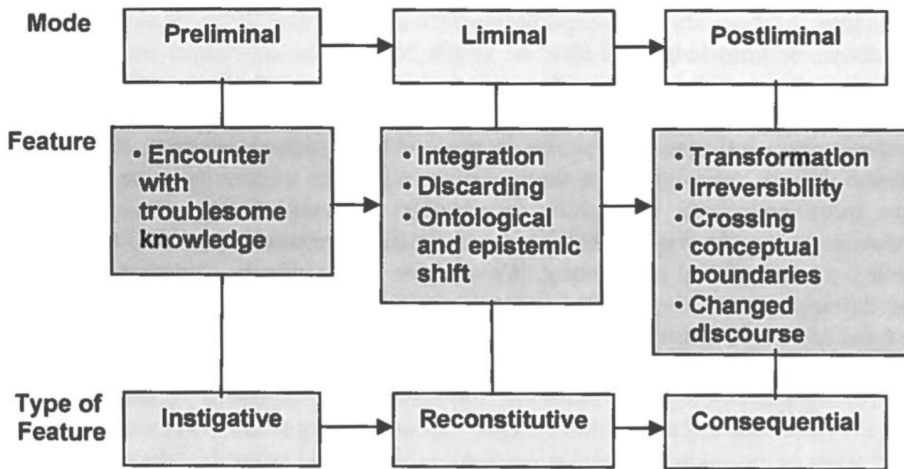 Mode
Preliminal
Liminal
Postliminal
Feature
• Encounter
with
troublesome
knowledge
• Integration
• Discarding
• Ontological
and epistemic
shift
• Transformation
• Irreversibility
• Crossing
conceptual
boundaries
• Changed
discourse
Type of
Feature
Instigative
Reconstitutive
Consequential